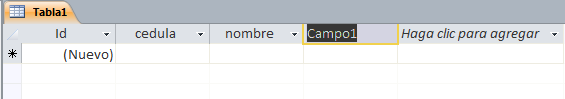 Tabla1
Id cedula nombre Campo1 Haga clic para agregar
(Nuevo)